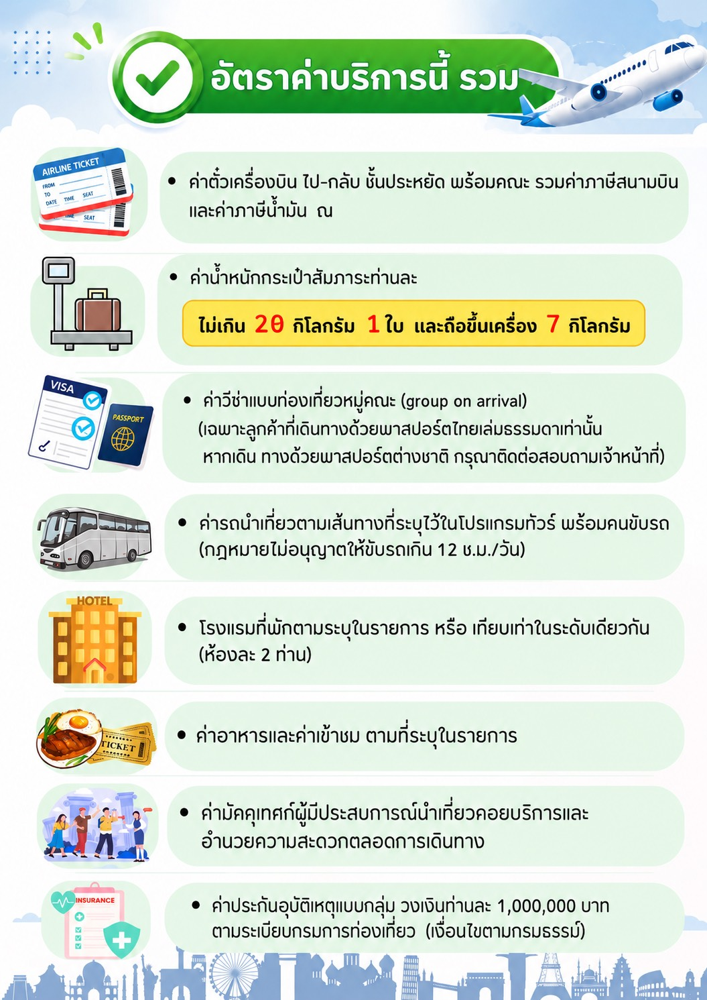 อัตราค่าบริการนี้ รวม
AIRLINE TICKET
FROM
TO
DATE TIME SEAT
TIME SEAT
• ค่าตั๋วเครื่องบิน ไป-กลับ ชั้นประหยัด พร้อมคณะ รวมค่าภาษีสนามบิน
และค่าภาษีน้ำมัน ณ
• ค่าน้ำหนักกระเป๋าสัมภาระท่านละ
ไม่เกิน 20 กิโลกรัม 1 ใบ และถือขึ้นเครื่อง 7 กิโลกรัม
VISA
PASSPORT
• ค่าวีซ่าแบบท่องเที่ยวหมู่คณะ (group on arrival)
(เฉพาะลูกค้าที่เดินทางด้วยพาสปอร์ตไทยเล่มธรรมดาเท่านั้น
หากเดิน ทางด้วยพาสปอร์ตต่างชาติ กรุณาติดต่อสอบถามเจ้าหน้าที่)
• ค่ารถนำเที่ยวตามเส้นทางที่ระบุไว้ในโปรแกรมทัวร์ พร้อมคนขับรถ
(กฎหมายไม่อนุญาตให้ขับรถเกิน 12 ช.ม./วัน)
HOTEL
• โรงแรมที่พักตามระบุในรายการ หรือ เทียบเท่าในระดับเดียวกัน
(ห้องละ 2 ท่าน)
TICKET
• ค่าอาหารและค่าเข้าชม ตามที่ระบุในรายการ
• ค่ามัคคุเทศก์ผู้มีประสบการณ์นำเที่ยวคอยบริการและ
อำนวยความสะดวกตลอดการเดินทาง
INSURANCE
• ค่าประกันอุบัติเหตุแบบกลุ่ม วงเงินท่านละ 1,000,000 บาท
ตามระเบียบกรมการท่องเที่ยว (เงื่อนไขตามกรมธรรม์)